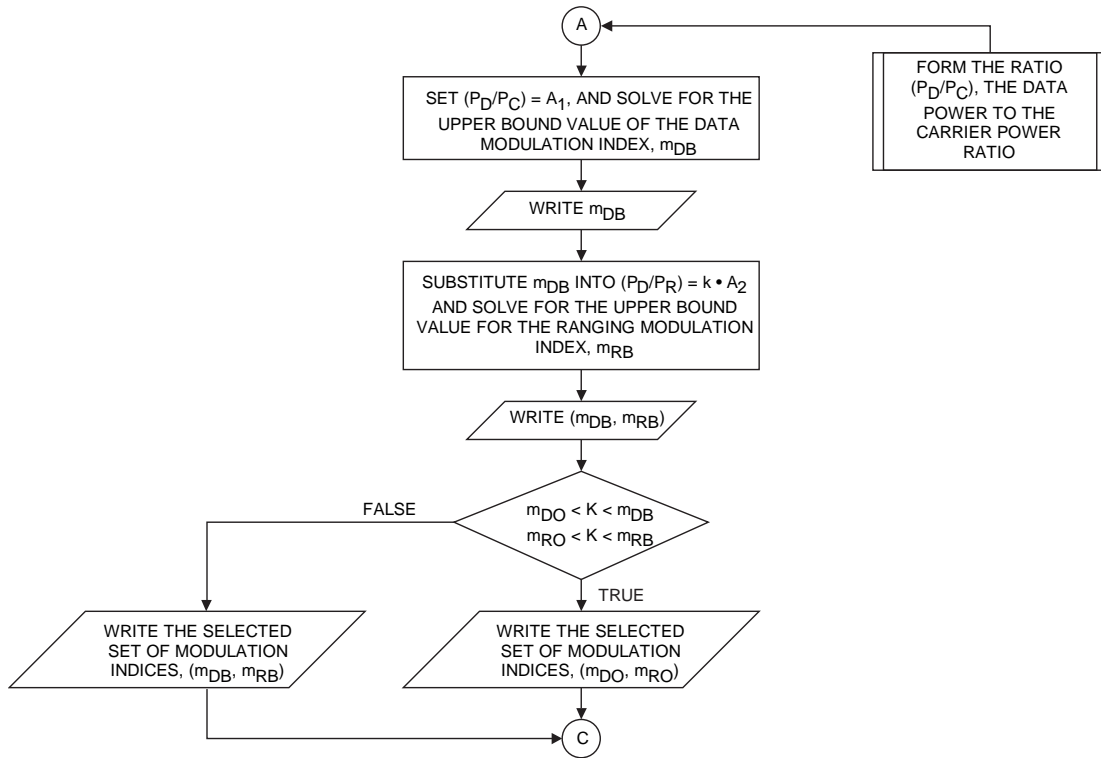 A
FORM THE RATIO
(PD/PC), THE DATA
POWER TO THE
CARRIER POWER
RATIO
SET (PD/PC) = A1, AND SOLVE FOR THE
UPPER BOUND VALUE OF THE DATA
MODULATION INDEX, mDB
WRITE mDB
SUBSTITUTE mDB INTO (PD/PR) = k • A2
AND SOLVE FOR THE UPPER BOUND
VALUE FOR THE RANGING MODULATION
INDEX, mRB
WRITE (mDB, mRB)
FALSE
mDO < K < mDB
mRO < K < mRB
TRUE
WRITE THE SELECTED
SET OF MODULATION
INDICES, (mDB, mRB)
WRITE THE SELECTED
SET OF MODULATION
INDICES, (mDO, mRO)
C